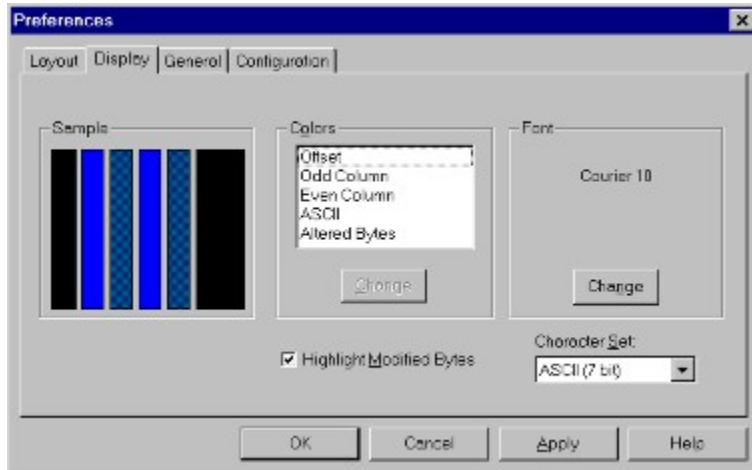 Preferences
Layout Display General Configuration
Sample
Colors
Offset
Odd Column
Even Column
ASCII
Altered Bytes
Change
Font
Courier 10
Change
Highlight Modified Bytes
Character Set:
ASCII (7 bit)
OK Cancel Apply Help